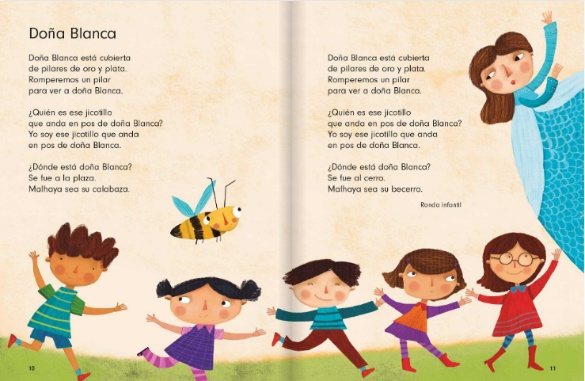 Doña Blanca
Doña Blanca está cubierta
de pilares de oro y plata.
Romperemos un pilar
para ver a doña Blanca.
¿Quién es ese jicotillo
que anda en pos de doña Blanca?
Yo soy ese jicotillo que anda
en pos de doña Blanca.
¿Dónde está doña Blanca?
Se fue a la plaza.
Malhaya sea su calabaza.
10
Doña Blanca está cubierta
de pilares de oro y plata.
Romperemos un pilar
para ver a doña Blanca.
¿Quién es ese jicotillo
que anda en pos de doña Blanca?
Yo soy ese jicotillo que anda
en pos de doña Blanca.
¿Dónde está doña Blanca?
Se fue al cerro.
Malhaya sea su becerro.
Ronda infantil
11